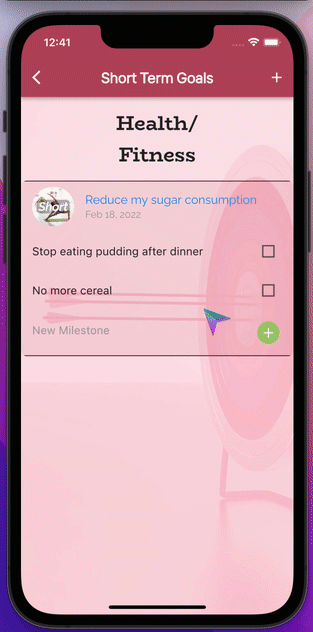 12:41
Short Term Goals
Health/
Fitness
Short
Reduce my sugar consumption
Feb 18, 2022
Stop eating pudding after dinner
No more cereal
New Milestone